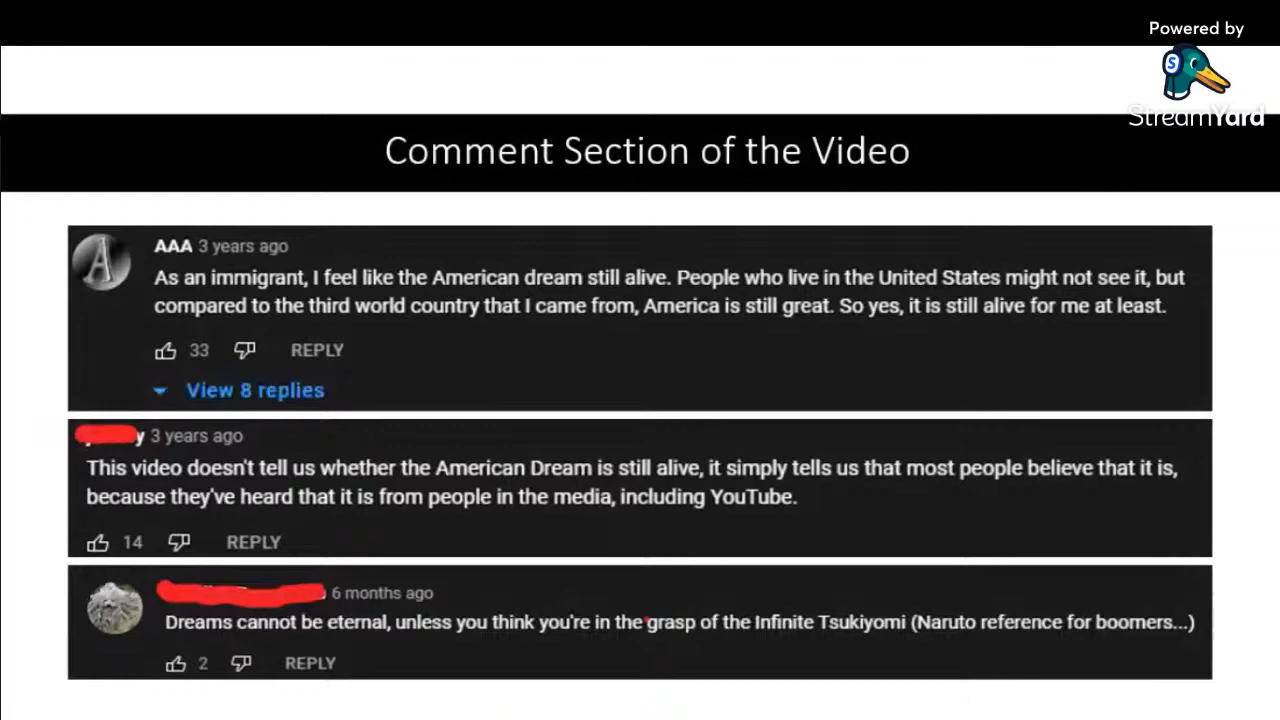 Powered by
StreamYard
Comment Section of the Video
AAA 3 years ago
As an immigrant, I feel like the American dream still alive. People who live in the United States might not see it, but
compared to the third world country that I came from, America is still great. So yes, it is still alive for me at least.
33 REPLY
View 8 replies
y 3 years ago
This video doesn't tell us whether the American Dream is still alive, it simply tells us that most people believe that it is,
because they've heard that it is from people in the media, including YouTube.
14 REPLY
6 months ago
Dreams cannot be eternal, unless you think you're in the grasp of the Infinite Tsukiyomi (Naruto reference for boomers...)
2 REPLY